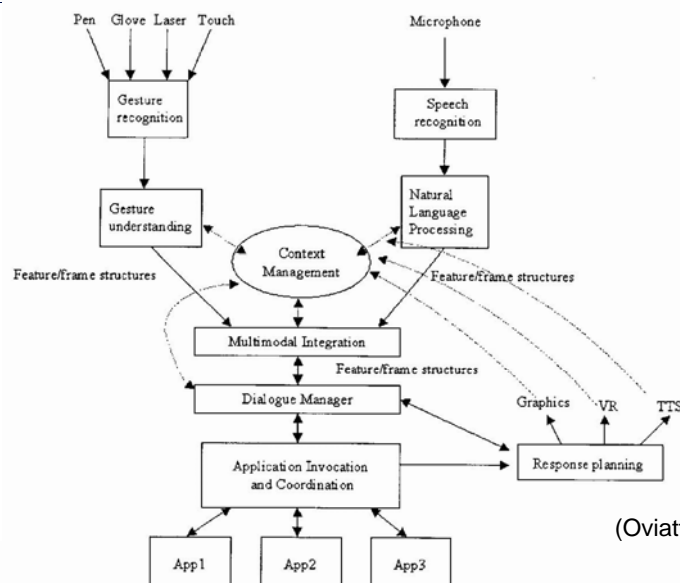 Pen Glove Laser Touch
Microphone
Gesture
recognition
Speech
recognition
Gesture
understanding
Natural
Language
Processing
Context
Management
Feature/frame structures
Feature/frame structures
Multimodal Integration
Feature/frame structures
Dialogue Manager
Graphics VR TTS
Application Invocation
and Coordination
Response planning
App1 App2 App3